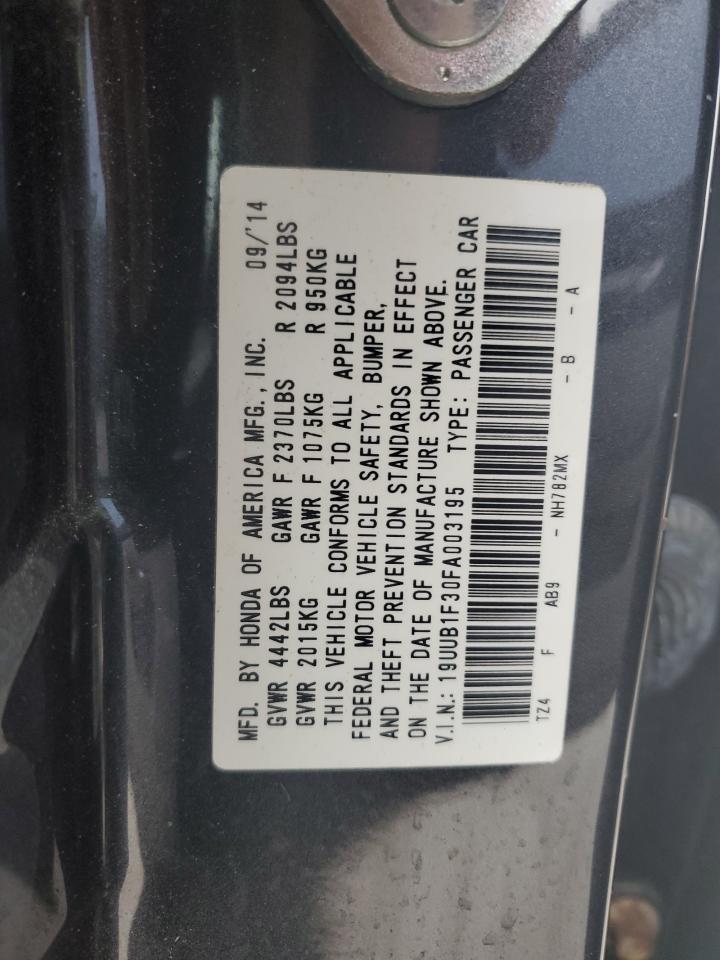 MFD. BY HONDA OF AMERICA MFG., INC. 09/'14
GVWR 4442LBS GAWR F 2370LBS R 2094LBS
GVWR 2015KG GAWR F 1075KG R 950KG
THIS VEHICLE CONFORMS TO ALL APPLICABLE
FEDERAL MOTOR VEHICLE SAFETY, BUMPER,
AND THEFT PREVENTION STANDARDS IN EFFECT
ON THE DATE OF MANUFACTURE SHOWN ABOVE.
V.I.N.: 19UUB1F30FA003195 TYPE: PASSENGER CAR
TZ4 F AB9 - NH782MX - B - A